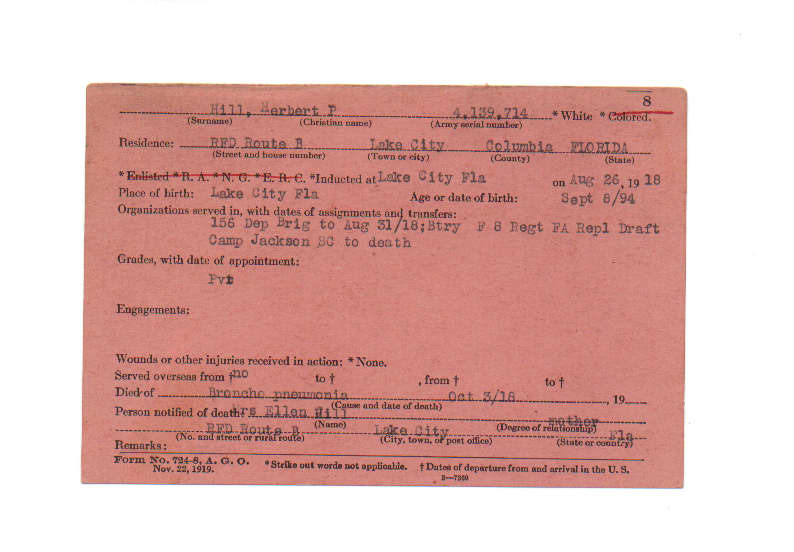 8
Hill, Herbert P 4,139,714 * White * Colored.
(Surname) (Christian name) (Army serial number)
Residence: RFD Route B Lake City Columbia FLORIDA
(Street and house number) (Town or city) (County) (State)
* Enlisted * R. A. * N. G. * E. R. C. *Inducted at Lake City Fla on Aug 26, 19 18
Place of birth: Lake City Fla Age or date of birth: Sept 8/94
Organizations served in, with dates of assignments and transfers:
156 Dep Brig to Aug 31/18; Btry F 8 Regt FA Repl Draft
Camp Jackson SC to death
Grades, with date of appointment:
Pvt
Engagements:
Wounds or other injuries received in action: * None.
Served overseas from † no to † , from † to †
Died of Broncho pneumonia Oct 3/18 , 19
(Cause and date of death)
Person notified of death: Mrs Ellen Hill mother
(Name) (Degree of relationship)
RFD Route B Lake City Fla
(No. and street or rural route) (City, town, or post office) (State or country)
Remarks:
Form No. 724-8, A. G. O. * Strike out words not applicable. † Dates of departure from and arrival in the U. S.
Nov. 22, 1919.
3—7360